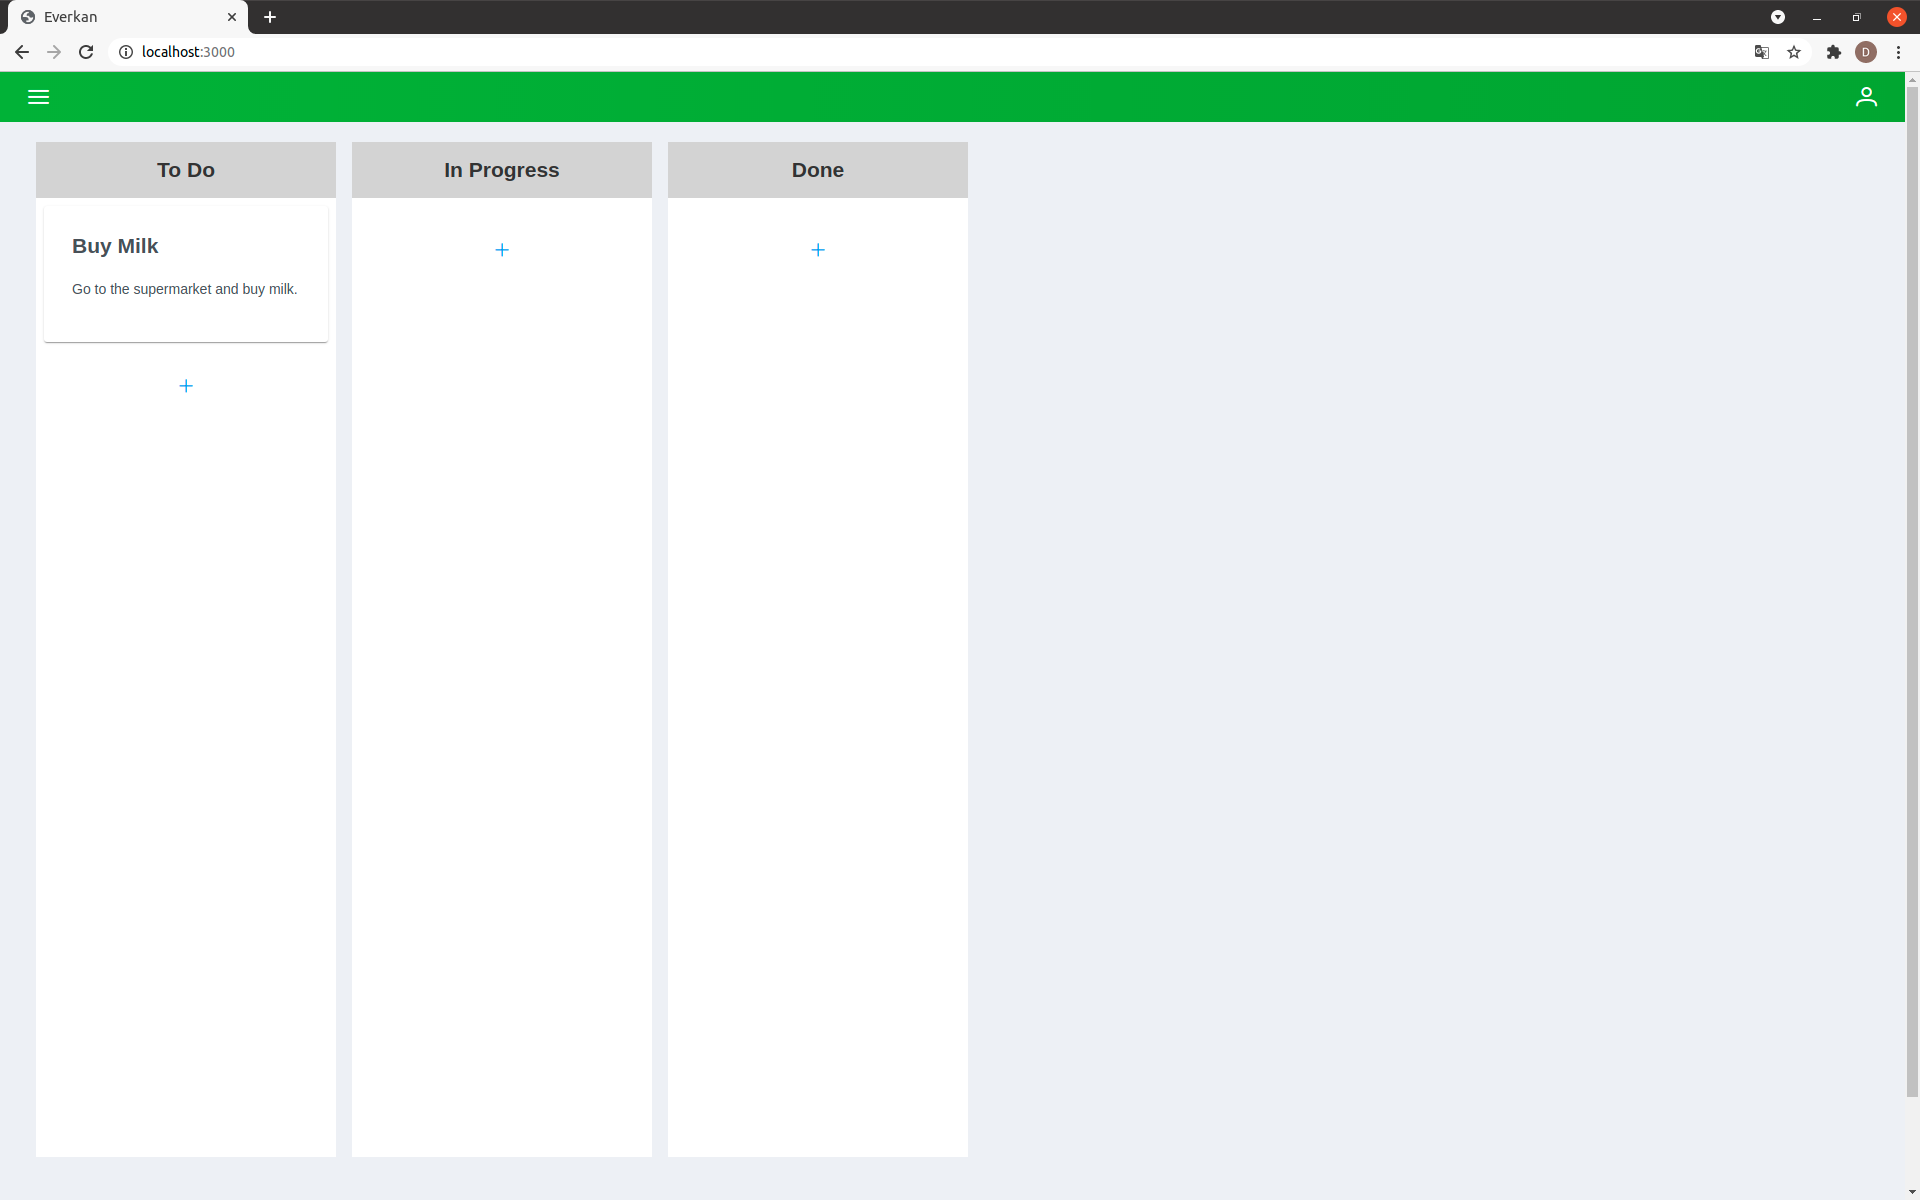 Everkan
localhost:3000
D
To Do
In Progress
Done
Buy Milk
Go to the supermarket and buy milk.
+
+
+